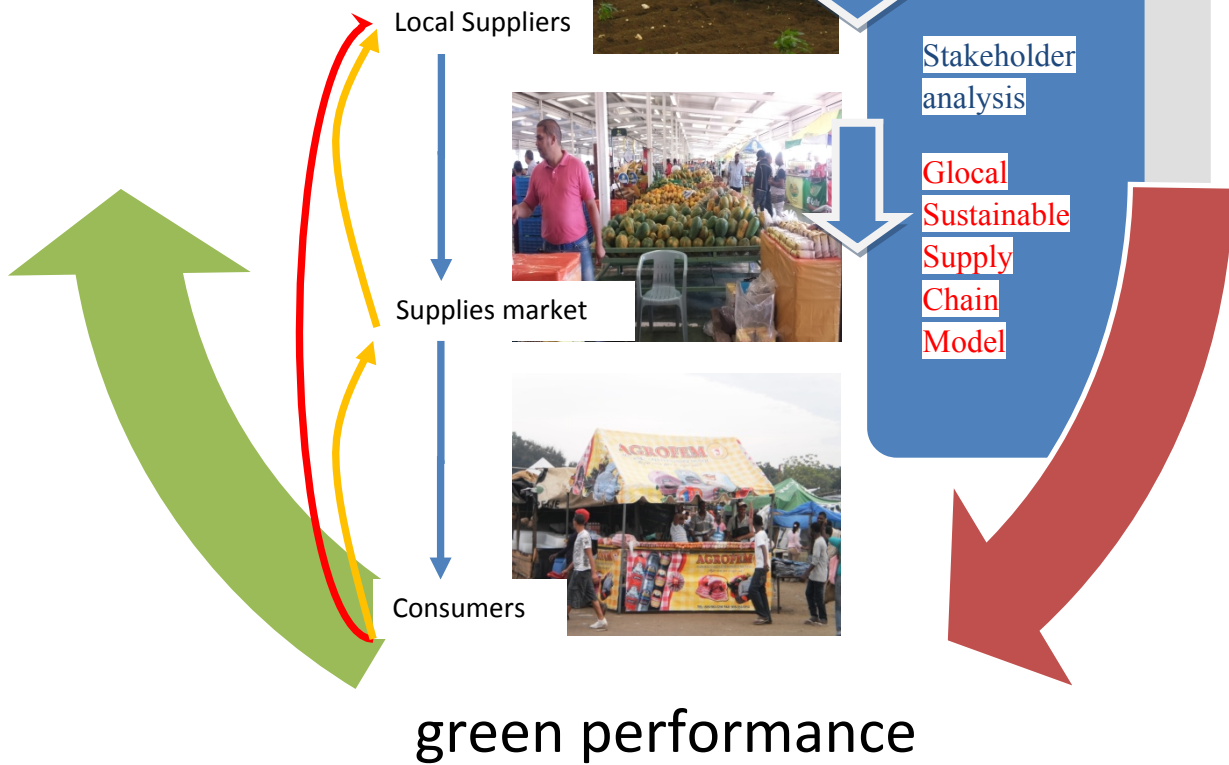 Local Suppliers
Stakeholder
analysis
Glocal
Sustainable
Supply
Chain
Model
Supplies market
AGROFEM
AGROFEM
Consumers
green performance